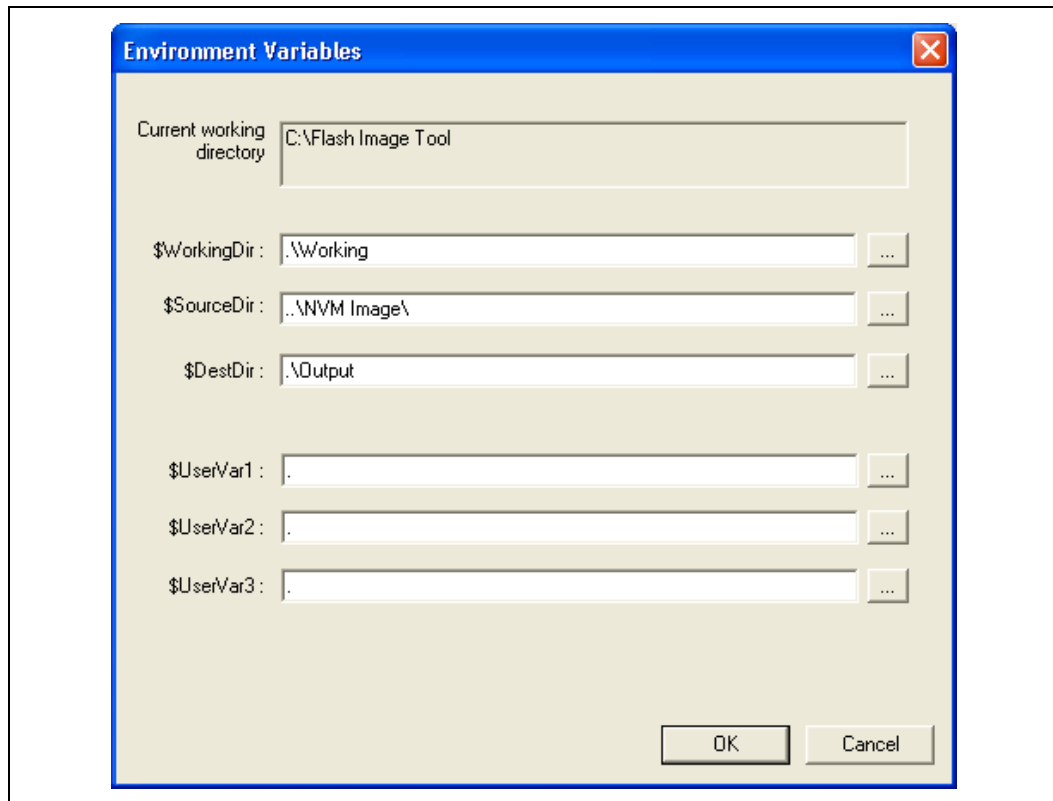 Environment Variables
Current working
directory
C:\Flash Image Tool
$WorkingDir :
.\Working
...
$SourceDir :
..\NVM Image\
...
$DestDir :
.\Output
...
$UserVar1 :
.
...
$UserVar2 :
.
...
$UserVar3 :
.
...
OK
Cancel